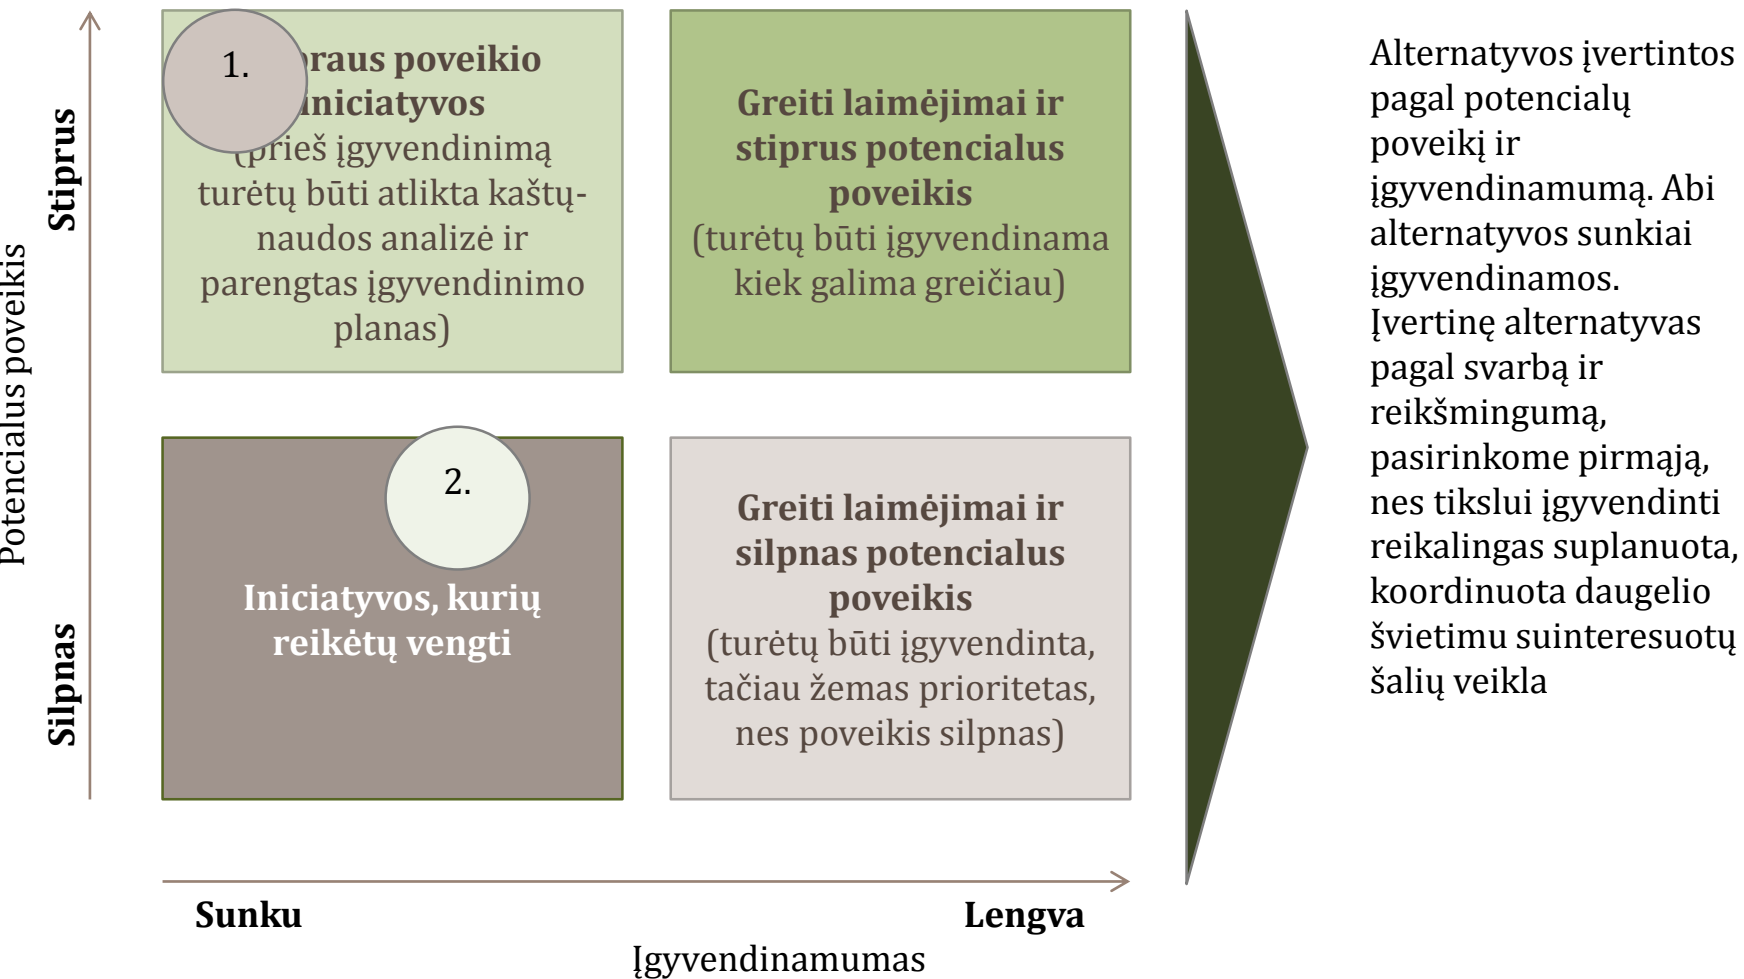 Potencialus poveikis
Stiprus
Silpnas
1.
praus poveikio
iniciatyvos
(prieš įgyvendinimą
turėtų būti atlikta kaštų-
naudos analizė ir
parengtas įgyvendinimo
planas)
Greiti laimėjimai ir
stiprus potencialus
poveikis
(turėtų būti įgyvendinama
kiek galima greičiau)
2.
Iniciatyvos, kurių
reikėtų vengti
Greiti laimėjimai ir
silpnas potencialus
poveikis
(turėtų būti įgyvendinta,
tačiau žemas prioritetas,
nes poveikis silpnas)
Sunku
Lengva
Įgyvendinamumas
Alternatyvos įvertintos
pagal potencialų
poveikį ir
įgyvendinamumą. Abi
alternatyvos sunkiai
įgyvendinamos.
Įvertinę alternatyvas
pagal svarbą ir
reikšmingumą,
pasirinkome pirmąją,
nes tikslui įgyvendinti
reikalingas suplanuota,
koordinuota daugelio
švietimu suinteresuotų
šalių veikla